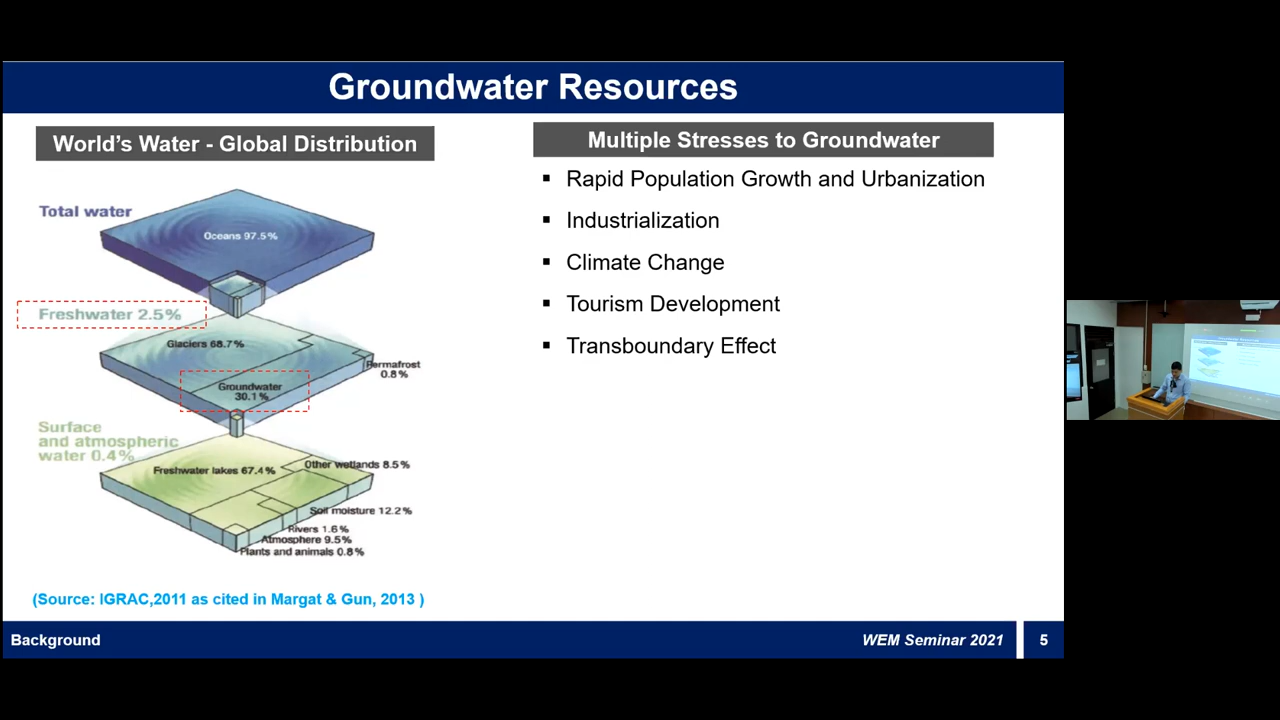 Groundwater Resources
World's Water - Global Distribution
Total water
Oceans 97.5%
Freshwater 2.5%
Glaciers 68.7%
Permafrost
0.8%
Groundwater
30.1%
Surface
and atmospheric
water 0.4%
Freshwater lakes 67.4%
Other wetlands 8.5%
Soil moisture 12.2%
Rivers 1.6%
Atmosphere 9.5%
Plants and animals 0.8%
(Source: IGRAC,2011 as cited in Margat & Gun, 2013 )
Multiple Stresses to Groundwater
▪ Rapid Population Growth and Urbanization
▪ Industrialization
▪ Climate Change
▪ Tourism Development
▪ Transboundary Effect
Background
WEM Seminar 2021
5